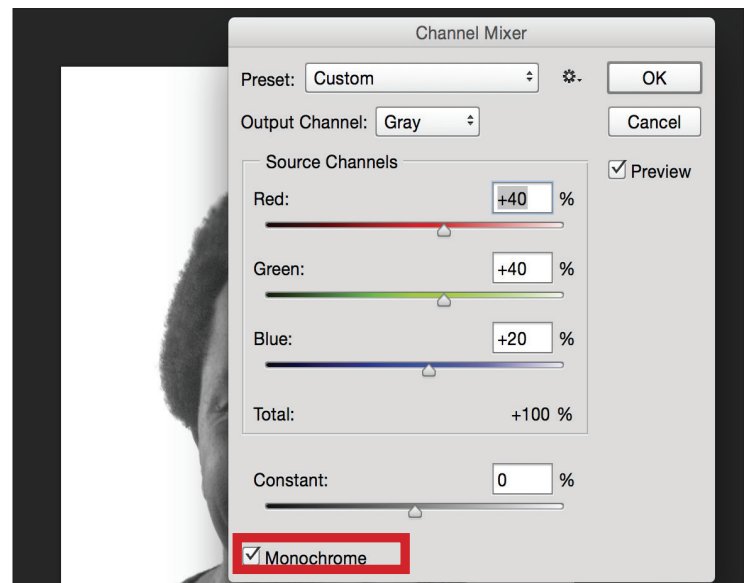 Channel Mixer
Preset: Custom OK
Output Channel: Gray Cancel
Source Channels Preview
Red: +40 %
Green: +40 %
Blue: +20 %
Total: +100 %
Constant: 0 %
Monochrome